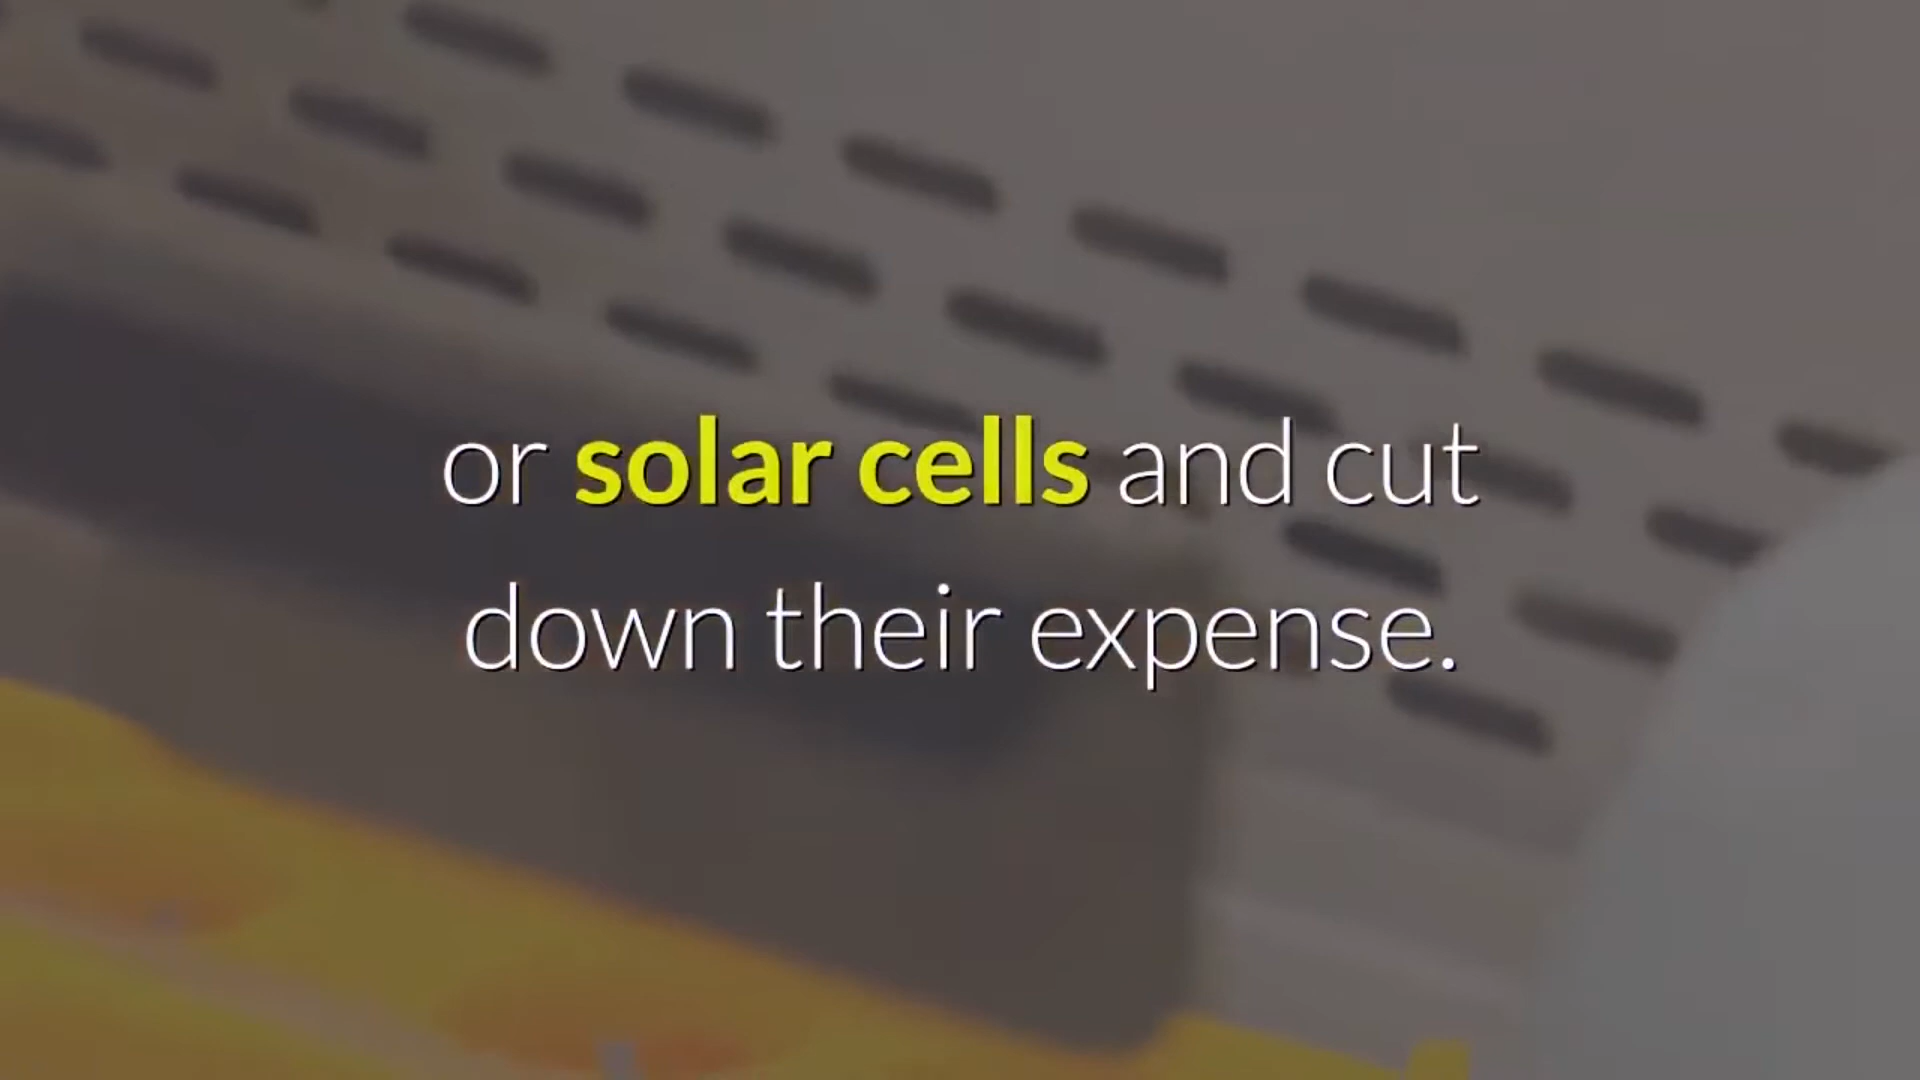 or solar cells and cut
down their expense.